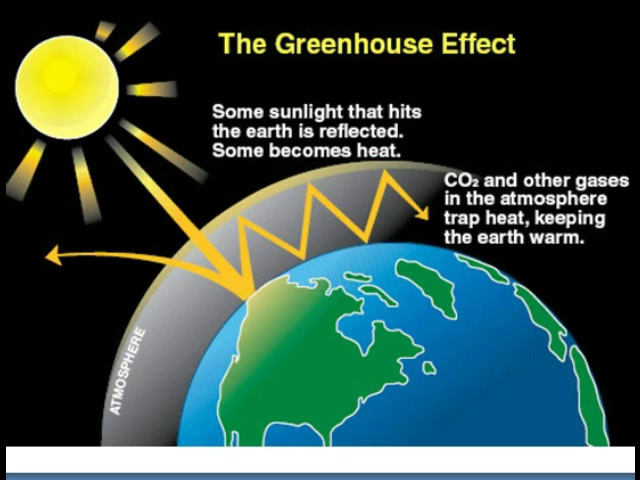 The Greenhouse Effect
Some sunlight that hits
the earth is reflected.
Some becomes heat.
CO₂ and other gases
in the atmosphere
trap heat, keeping
the earth warm.
ATMOSPHERE